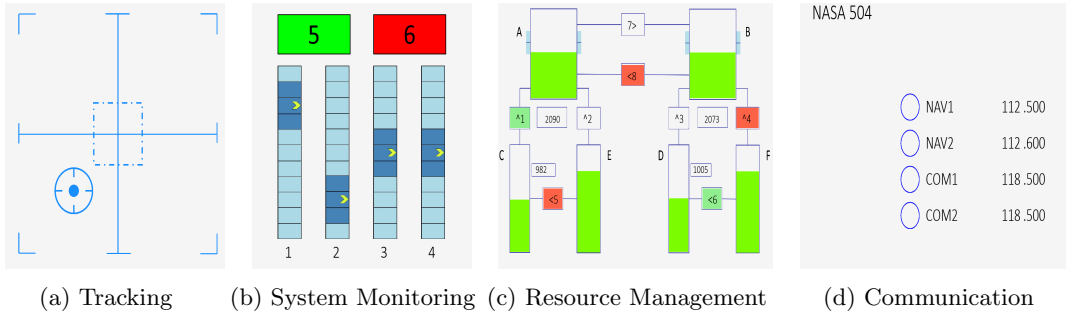 5 6
1 2 3 4
A 7> B
<8
^1 2090 ^2 ^3 2073 ^4
C E D F
982 1005
<5 <6
NASA 504
NAV1 112.500
NAV2 112.600
COM1 118.500
COM2 118.500
(a) Tracking (b) System Monitoring (c) Resource Management (d) Communication